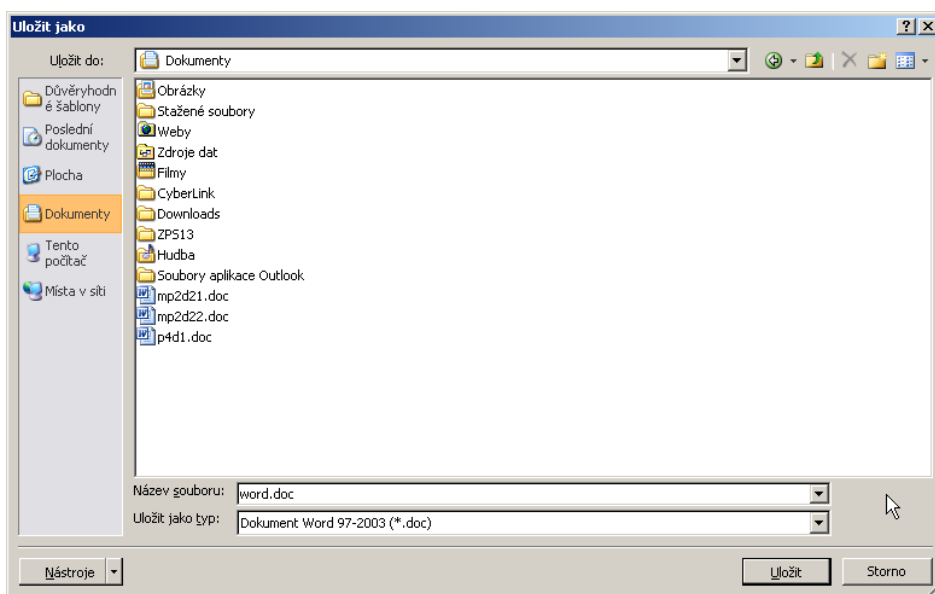 Uložit jako
Uložit do:
Dokumenty
Důvěryhodn
é šablony
Poslední
dokumenty
Plocha
Dokumenty
Tento
počítač
Místa v síti
Obrázky
Stažené soubory
Weby
Zdroje dat
Filmy
CyberLink
Downloads
ZPS13
Hudba
Soubory aplikace Outlook
mp2d21.doc
mp2d22.doc
p4d1.doc
Název souboru:
word.doc
Uložit jako typ:
Dokument Word 97-2003 (*.doc)
Nástroje
Uložit
Storno